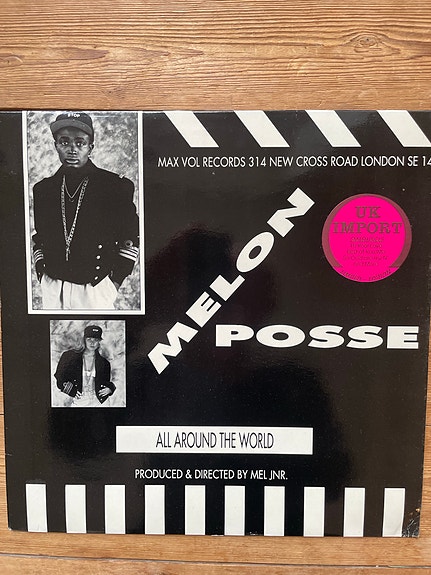 STOP
MAX VOL RECORDS 314 NEW CROSS ROAD LONDON SE 14
UK
IMPORT
MELON
POSSE
ALL AROUND THE WORLD
PRODUCED & DIRECTED BY MEL JNR.